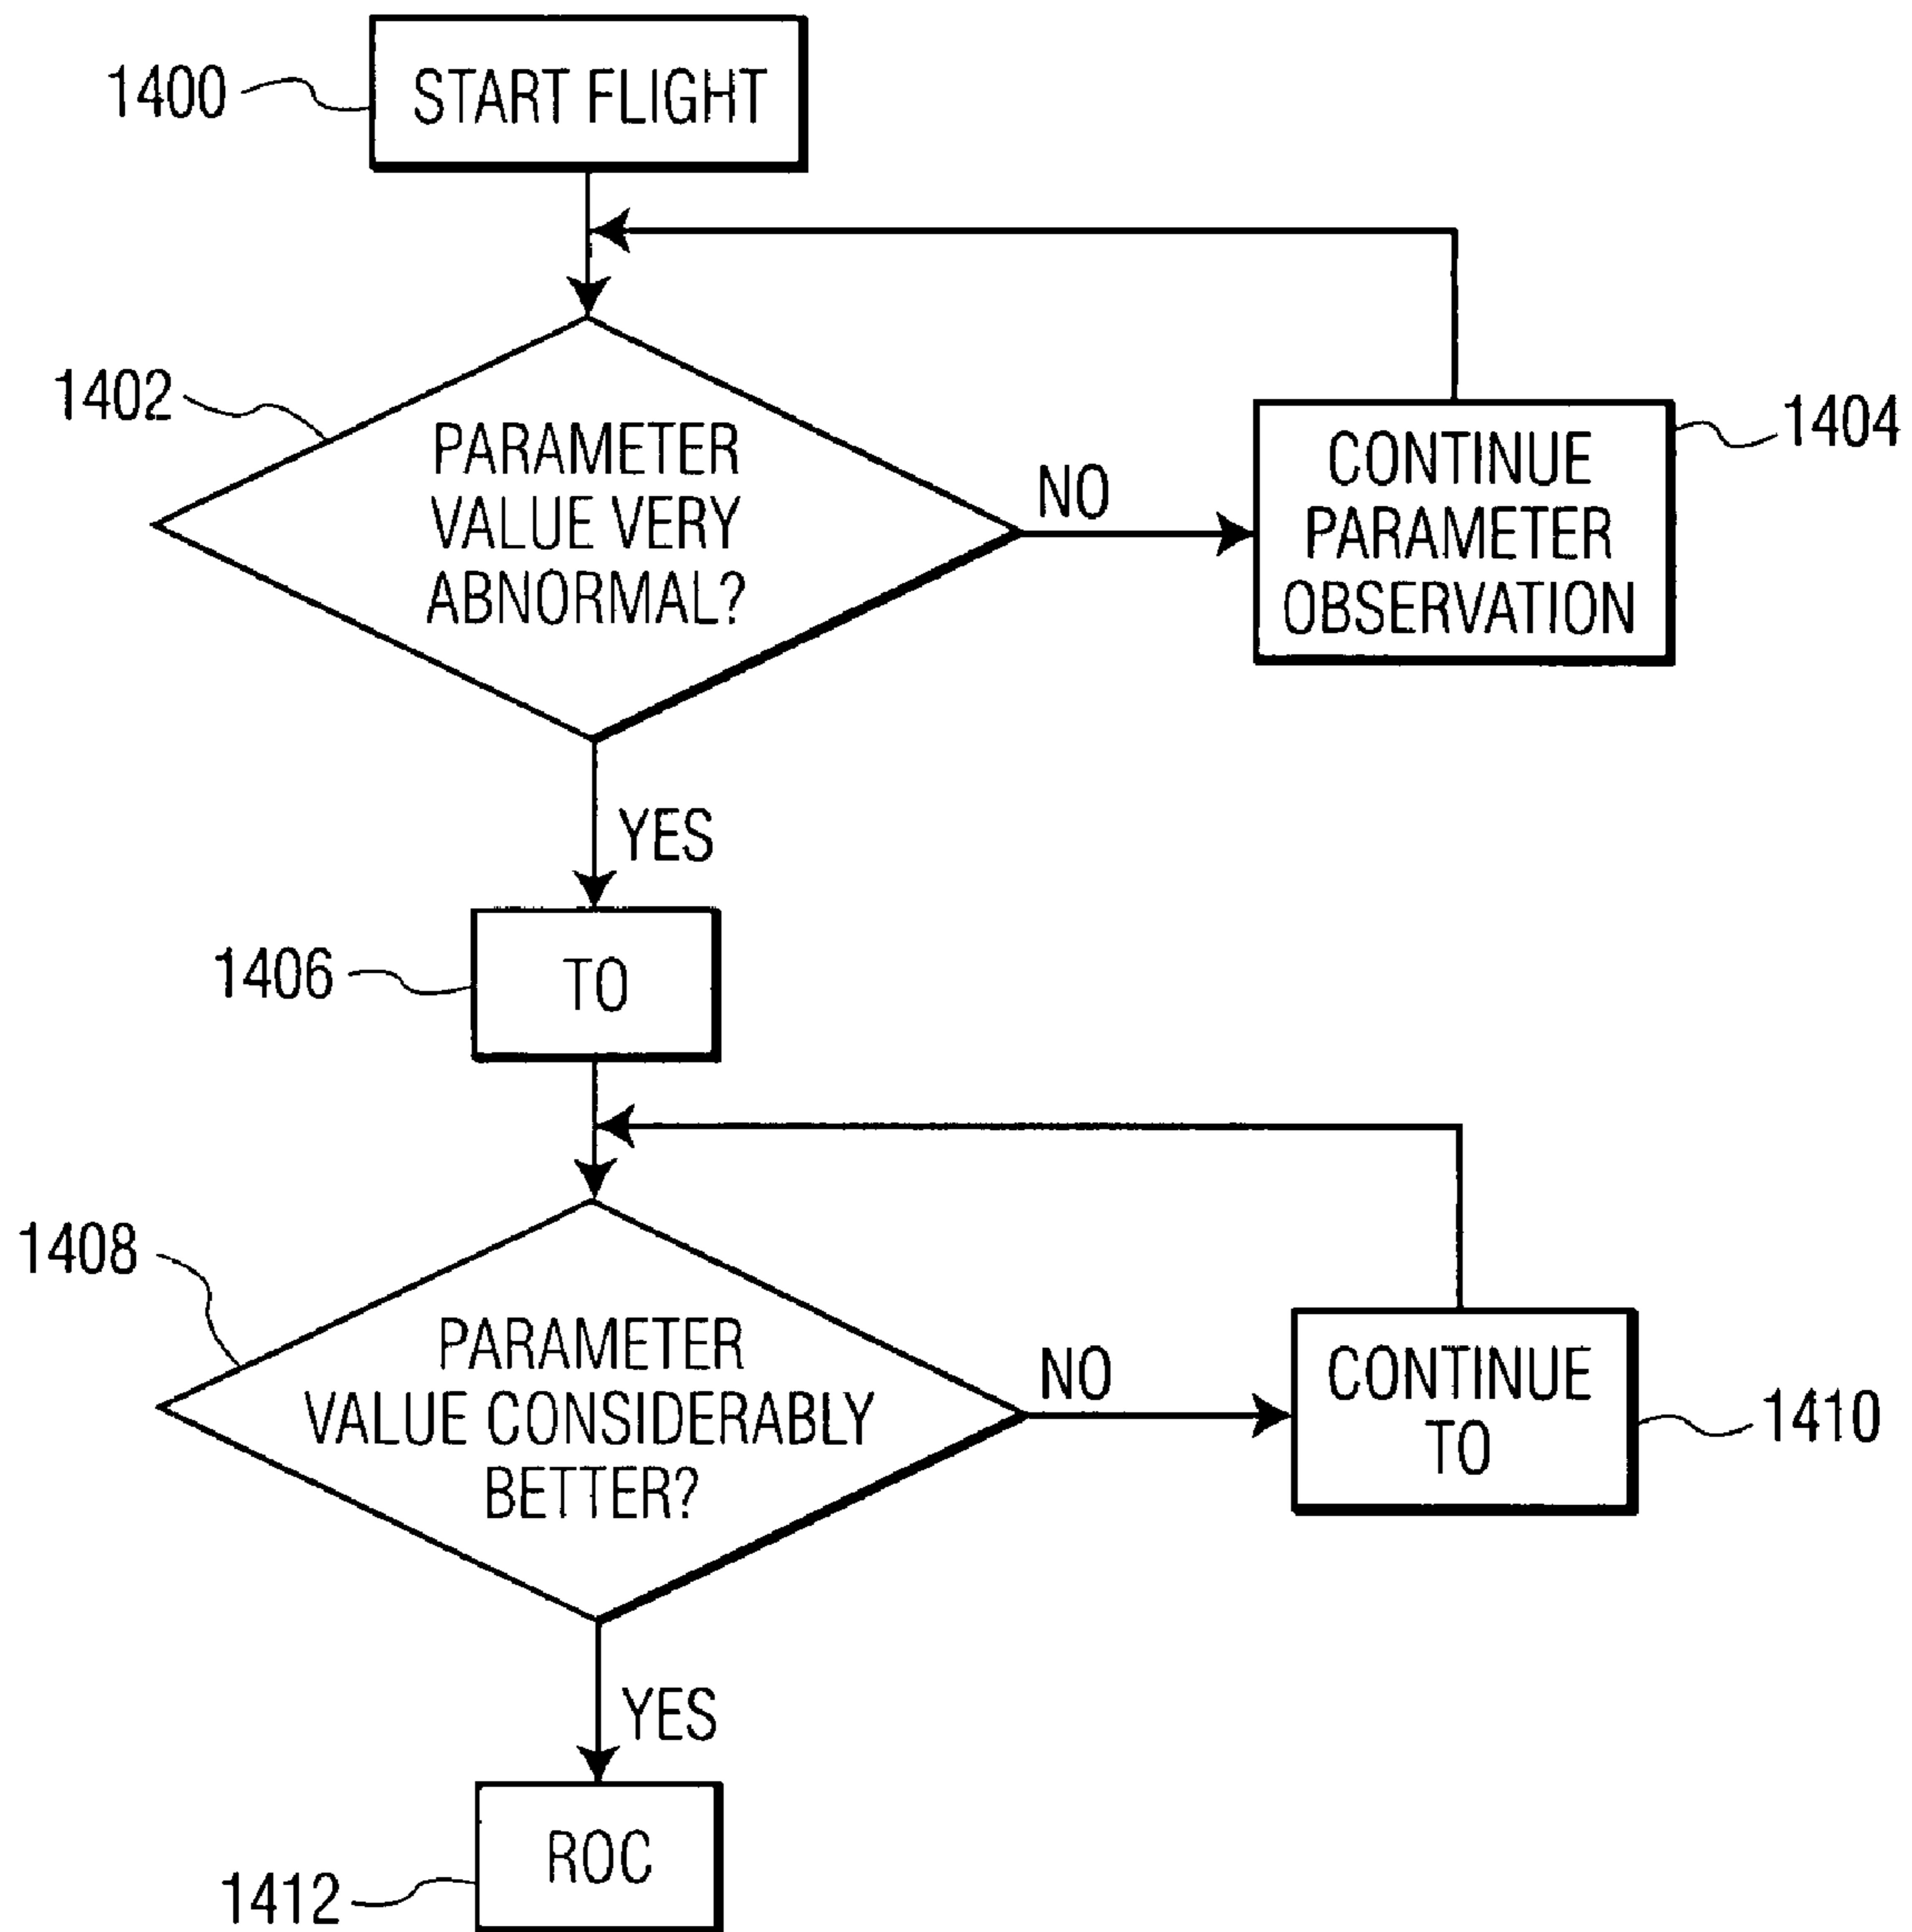 1400
START FLIGHT
1402
PARAMETER
VALUE VERY
ABNORMAL?
NO
CONTINUE
PARAMETER
OBSERVATION
1404
YES
1406
TO
1408
PARAMETER
VALUE CONSIDERABLY
BETTER?
NO
CONTINUE
TO
1410
YES
ROC
1412